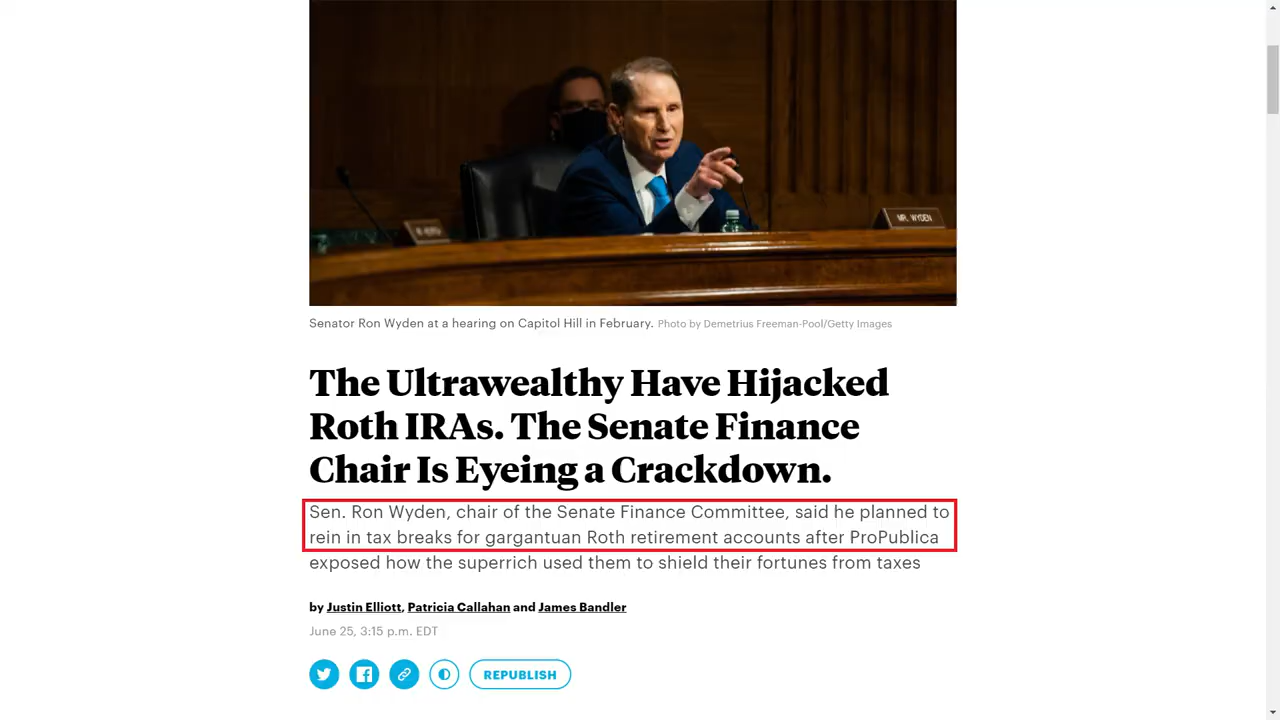 MR. WYDEN
Senator Ron Wyden at a hearing on Capitol Hill in February. Photo by Demetrius Freeman-Pool/Getty Images
The Ultrawealthy Have Hijacked
Roth IRAs. The Senate Finance
Chair Is Eyeing a Crackdown.
Sen. Ron Wyden, chair of the Senate Finance Committee, said he planned to
rein in tax breaks for gargantuan Roth retirement accounts after ProPublica
exposed how the superrich used them to shield their fortunes from taxes
by Justin Elliott, Patricia Callahan and James Bandler
June 25, 3:15 p.m. EDT
REPUBLISH